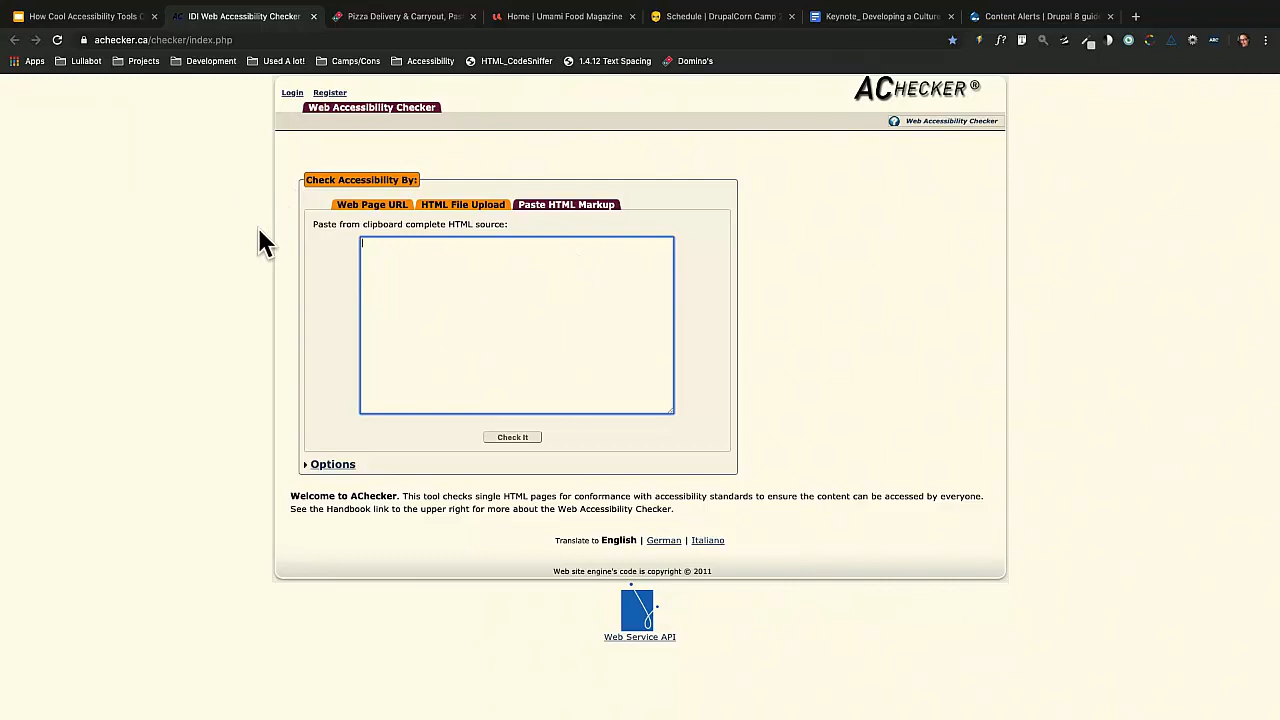 How Cool Accessibility Tools C
IDI Web Accessibility Checker
Pizza Delivery & Carryout, Pas
Home | Umami Food Magazine
Schedule | DrupalCorn Camp 2
Keynote_ Developing a Culture
Content Alerts | Drupal 8 guid
achecker.ca/checker/index.php
Apps Lullabot Projects Development Used A lot! Camps/Cons Accessibility HTML_CodeSniffer 1.4.12 Text Spacing Domino's
Login Register
ACHECKER ®
Web Accessibility Checker
Web Accessibility Checker
Check Accessibility By:
Web Page URL HTML File Upload Paste HTML Markup
Paste from clipboard complete HTML source:
Check It
Options
Welcome to AChecker. This tool checks single HTML pages for conformance with accessibility standards to ensure the content can be accessed by everyone.
See the Handbook link to the upper right for more about the Web Accessibility Checker.
Translate to English | German | Italiano
Web site engine's code is copyright © 2011
Web Service API